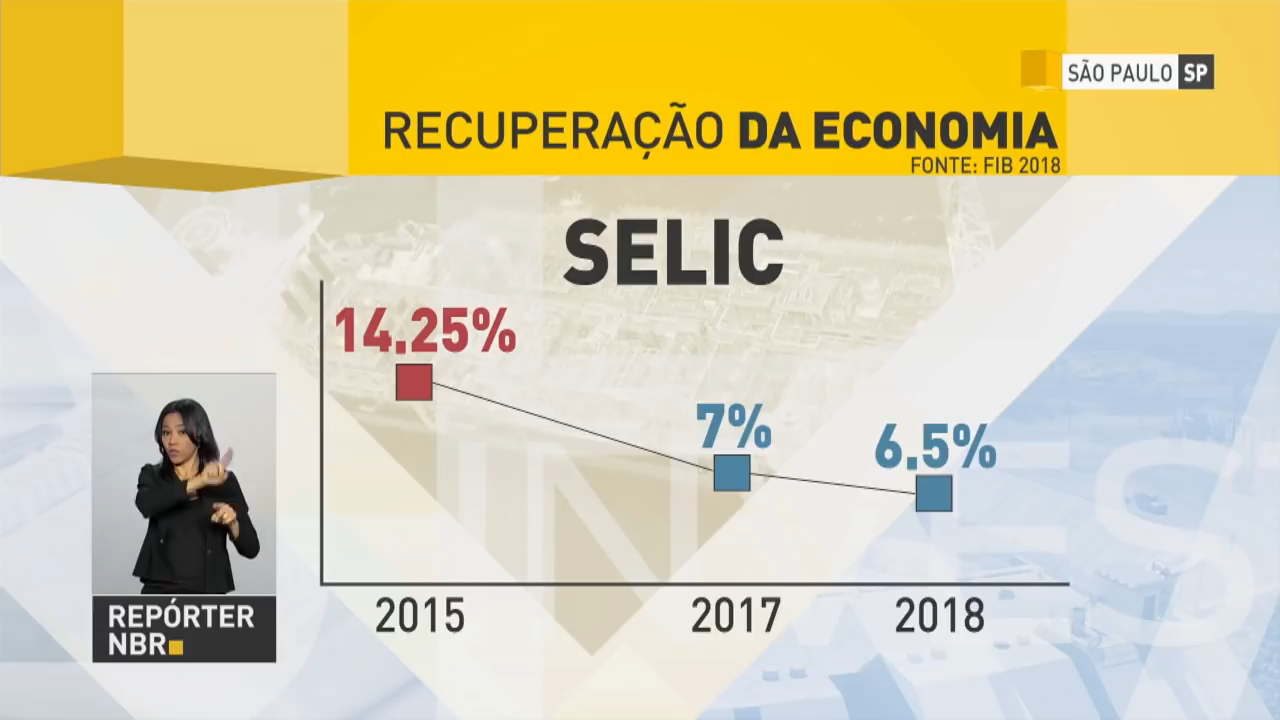 SÃO PAULO SP
RECUPERAÇÃO DA ECONOMIA
FONTE: FIB 2018
SELIC
14.25%
7%
6.5%
2015 2017 2018
REPÓRTER
NBR
INVEST